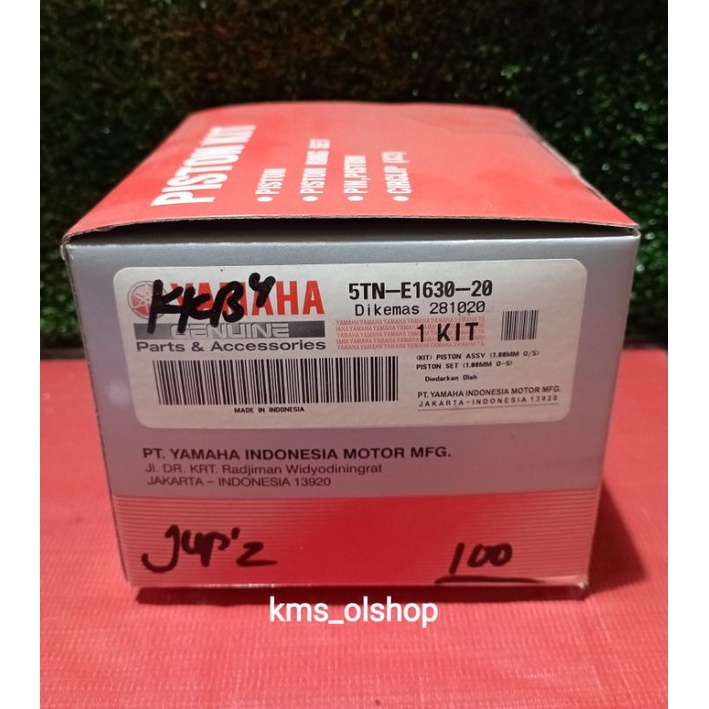 PISTON KIT
• PISTON
• PISTON RING SET
• PIN, PISTON
• CIRCLIP
YAMAHA
KKB4
GENUINE
Parts & Accessories
MADE IN INDONESIA
5TN-E1630-20
Dikemas 281020
1 KIT
(KIT) PISTON ASSY (1.00MM O/S)
PISTON SET (1.00MM O-S)
Diedarkan Oleh
PT. YAMAHA INDONESIA MOTOR MFG.
JAKARTA-INDONESIA 13920
PT. YAMAHA INDONESIA MOTOR MFG.
Jl. DR. KRT. Radjiman Widyodiningrat
JAKARTA – INDONESIA 13920
Jup'z
100
kms_olshop